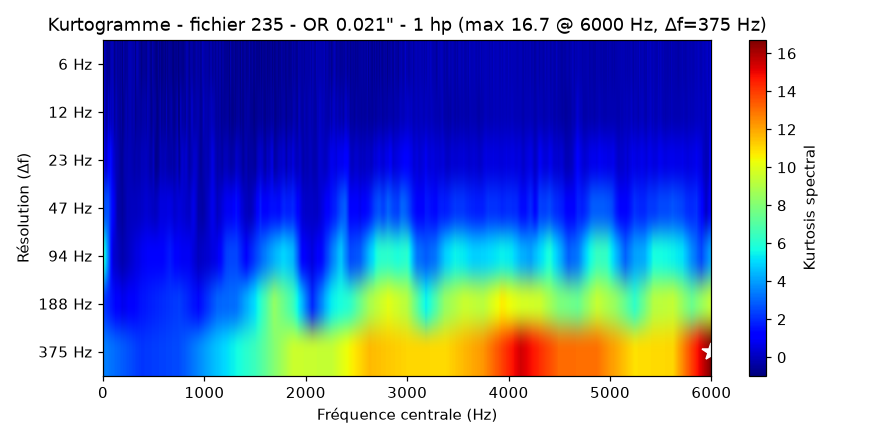 Kurtogramme - fichier 235 - OR 0.021" - 1 hp (max 16.7 @ 6000 Hz, Δf=375 Hz)
Résolution (Δf)
6 Hz
12 Hz
23 Hz
47 Hz
94 Hz
188 Hz
375 Hz
0 1000 2000 3000 4000 5000 6000
Fréquence centrale (Hz)
16
14
12
10
8
6
4
2
0
Kurtosis spectral